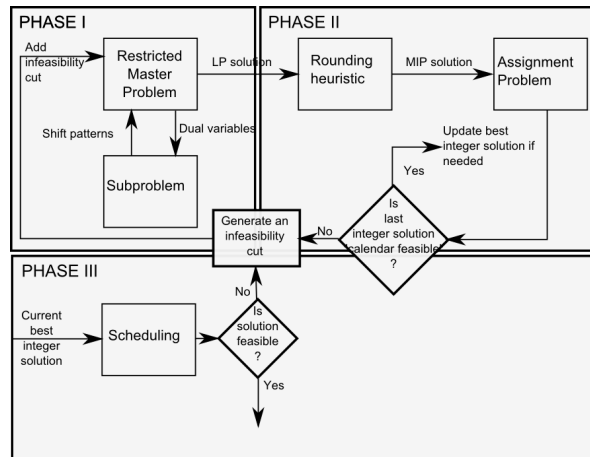 PHASE I
Add
infeasibility
cut
Restricted
Master
Problem
LP solution
Shift patterns
Dual variables
Subproblem
PHASE II
Rounding
heuristic
MIP solution
Assignment
Problem
Update best
integer solution if
needed
Yes
Is
last
integer solution
'calendar feasible'
?
No
Generate an
infeasibility
cut
PHASE III
No
Current
best
integer
solution
Scheduling
Is
solution
feasible
?
Yes